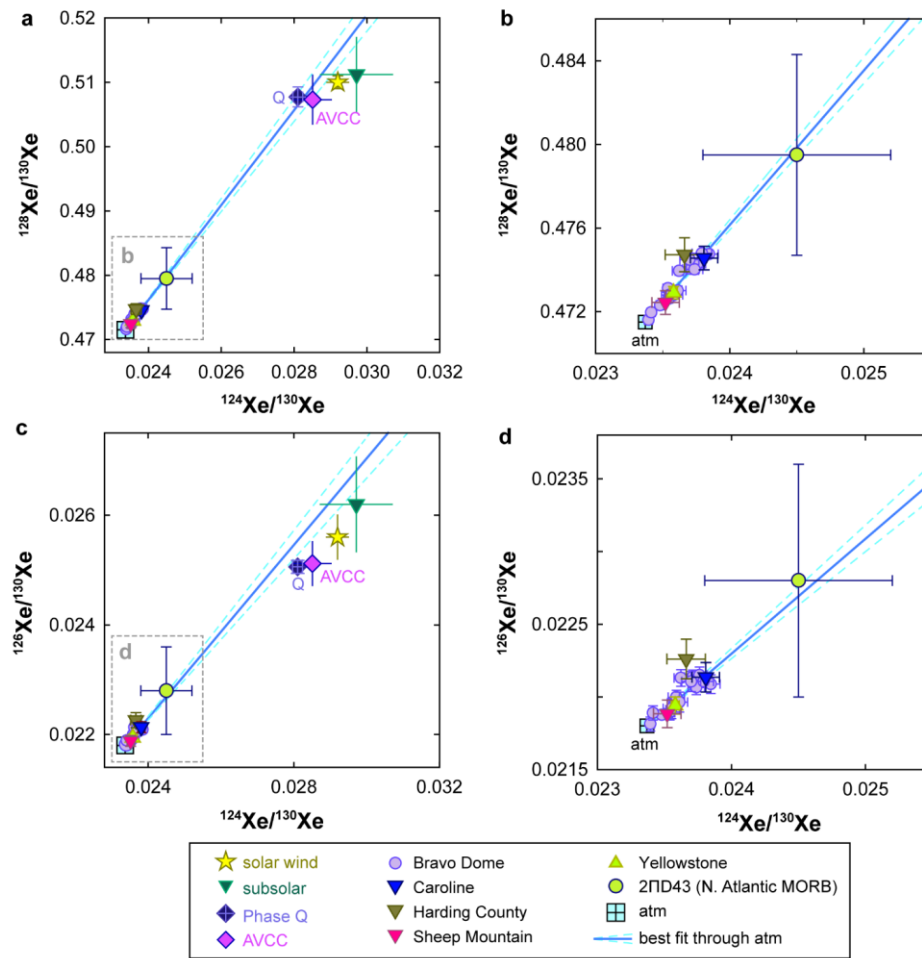 a
0.52
0.51
0.50
0.49
0.48
0.47
Q
AVCC
b
0.024
0.026
0.028
0.030
0.032
¹²⁸Xe/¹³⁰Xe
¹²⁴Xe/¹³⁰Xe
b
0.484
0.480
0.476
0.472
atm
0.023
0.024
0.025
¹²⁸Xe/¹³⁰Xe
¹²⁴Xe/¹³⁰Xe
c
0.026
0.024
0.022
Q
AVCC
d
0.024
0.028
0.032
¹²⁶Xe/¹³⁰Xe
¹²⁴Xe/¹³⁰Xe
d
0.0235
0.0225
0.0215
atm
0.023
0.024
0.025
¹²⁶Xe/¹³⁰Xe
¹²⁴Xe/¹³⁰Xe
solar wind
subsolar
Phase Q
AVCC
Bravo Dome
Caroline
Harding County
Sheep Mountain
Yellowstone
2ΠD43 (N. Atlantic MORB)
atm
best fit through atm